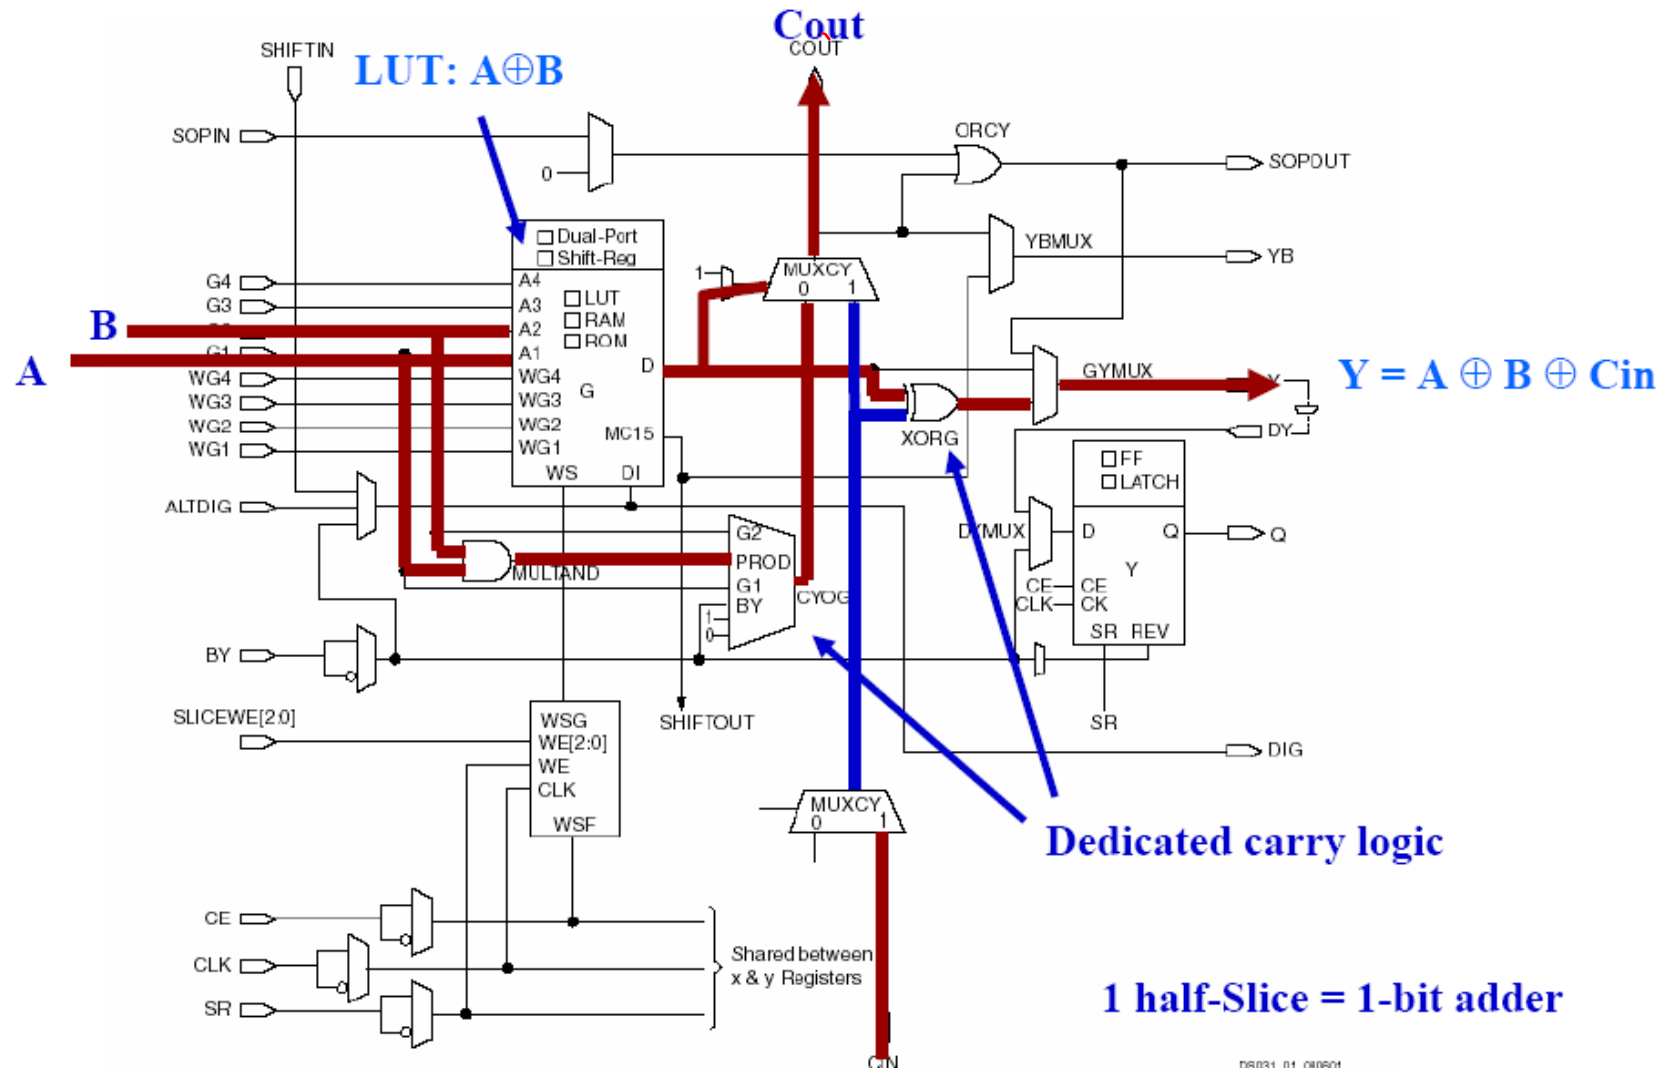 Cout
COUT
SHIFTIN
LUT: A⊕B
SOPIN
0
ORCY
SOPOUT
Dual-Port
Shift-Reg
YBMUX
YB
G4
A4
1
MUXCY
0 1
G3
A3
LUT
RAM
ROM
B
A2
G1
A1
D
A
WG4
WG4
G
GYMUX
Y = A ⊕ B ⊕ Cin
WG3
WG3
WG2
WG2
WG1
WG1
MC15
XORG
DY
WS
DI
FF
LATCH
ALTDIG
G2
DYMUX
D
Q
Q
MULTAND
PROD
Y
G1
CYOG
CE
CE
BY
CLK
CK
1
0
SR REV
BY
SLICEWE[2:0]
WSG
SHIFTOUT
SR
WE[2:0]
DIG
WE
CLK
MUXCY
0 1
WSF
Dedicated carry logic
CE
Shared between
x & y Registers
CLK
SR
1 half-Slice = 1-bit adder
CIN